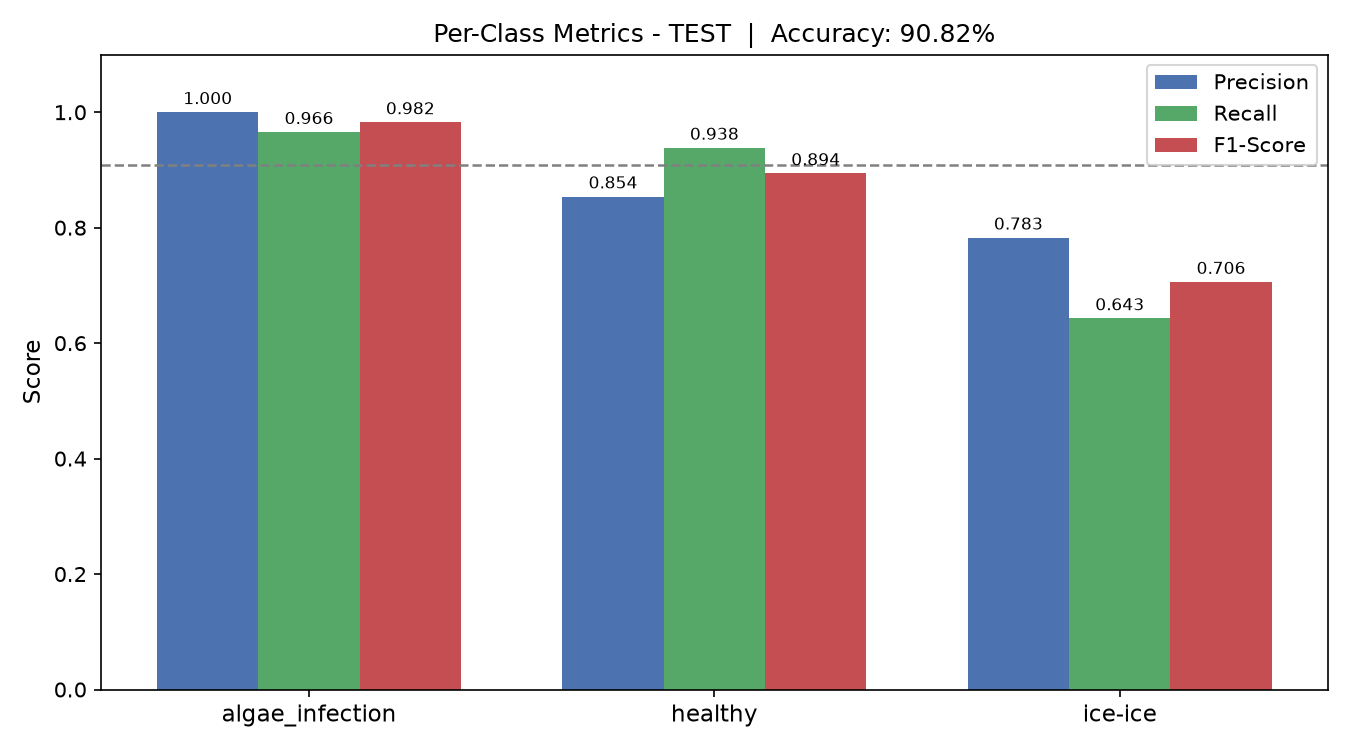 Per-Class Metrics - TEST | Accuracy: 90.82%
Precision
Recall
F1-Score
Score
1.0
0.8
0.6
0.4
0.2
0.0
1.000
0.966
0.982
0.854
0.938
0.894
0.783
0.643
0.706
algae_infection
healthy
ice-ice